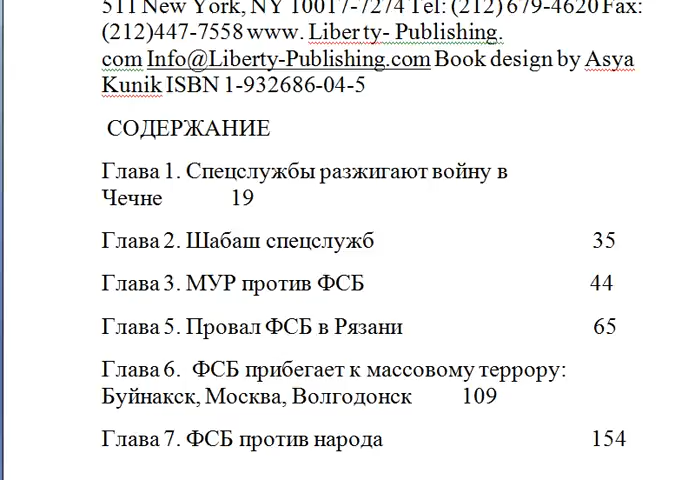 511 New York, NY 10017-7274 Tel: (212) 679-4620 Fax:
(212)447-7558 www. Liber ty- Publishing.
com Info@Liberty-Publishing.com Book design by Asya
Kunik ISBN 1-932686-04-5
СОДЕРЖАНИЕ
Глава 1. Спецслужбы разжигают войну в
Чечне 19
Глава 2. Шабаш спецслужб 35
Глава 3. МУР против ФСБ 44
Глава 5. Провал ФСБ в Рязани 65
Глава 6. ФСБ прибегает к массовому террору:
Буйнакск, Москва, Волгодонск 109
Глава 7. ФСБ против народа 154